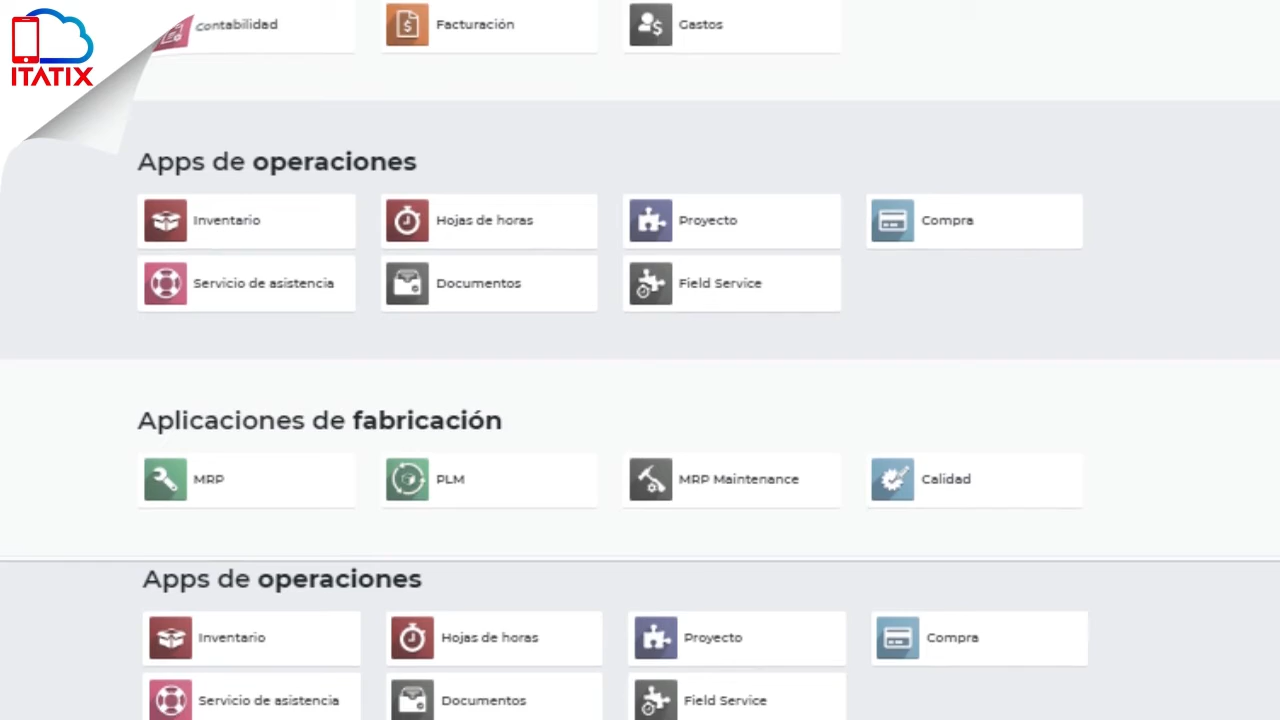 ITATIX
Contabilidad
Facturación
Gastos
Apps de operaciones
Inventario
Hojas de horas
Proyecto
Compra
Servicio de asistencia
Documentos
Field Service
Aplicaciones de fabricación
MRP
PLM
MRP Maintenance
Calidad
Apps de operaciones
Inventario
Hojas de horas
Proyecto
Compra
Servicio de asistencia
Documentos
Field Service